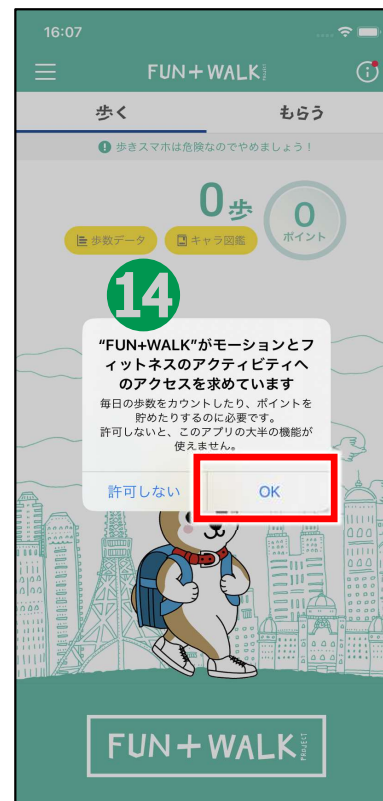 16:07
FUN+WALK PROJECT
歩く
もらう
歩きスマホは危険なのでやめましょう！
0歩
0
ポイント
歩数データ
キャラ図鑑
14
"FUN+WALK"がモーションとフ
ィットネスのアクティビティへ
のアクセスを求めています
毎日の歩数をカウントしたり、ポイントを
貯めたりするのに必要です。
許可しないと、このアプリの大半の機能が
使えません。
許可しない
OK
FUN+WALK PROJECT